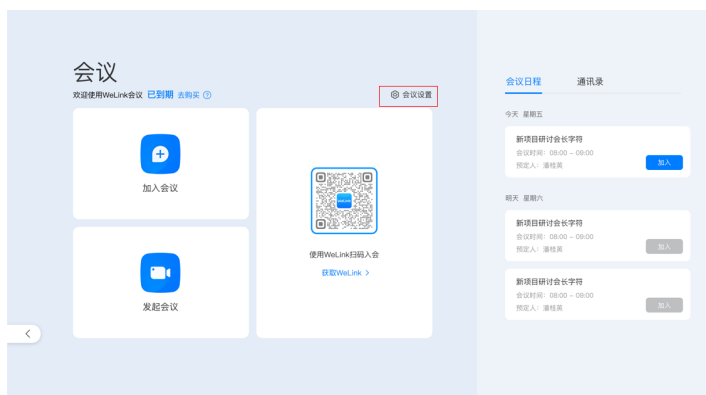 会议
欢迎使用WeLink会议 已到期 去购买 ?
会议设置
加入会议
发起会议
WeLink
使用WeLink扫码入会
获取WeLink >
会议日程 通讯录
今天 星期五
新项目研讨会长字符
会议时间: 08:00 – 09:00
预定人: 潘桂英
加入
明天 星期六
新项目研讨会长字符
会议时间: 08:00 – 09:00
预定人: 潘桂英
加入
新项目研讨会长字符
会议时间: 08:00 – 09:00
预定人: 潘桂英
加入